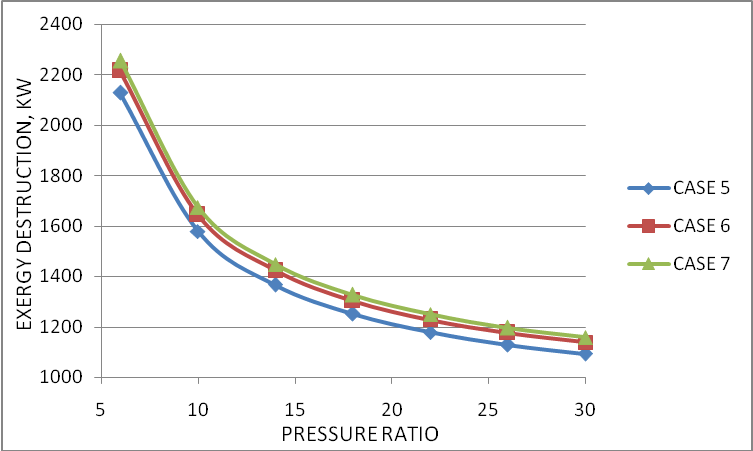 2400
2200
2000
1800
1600
1400
1200
1000
EXERGY DESTRUCTION, KW
5 10 15 20 25 30
PRESSURE RATIO
CASE 5
CASE 6
CASE 7